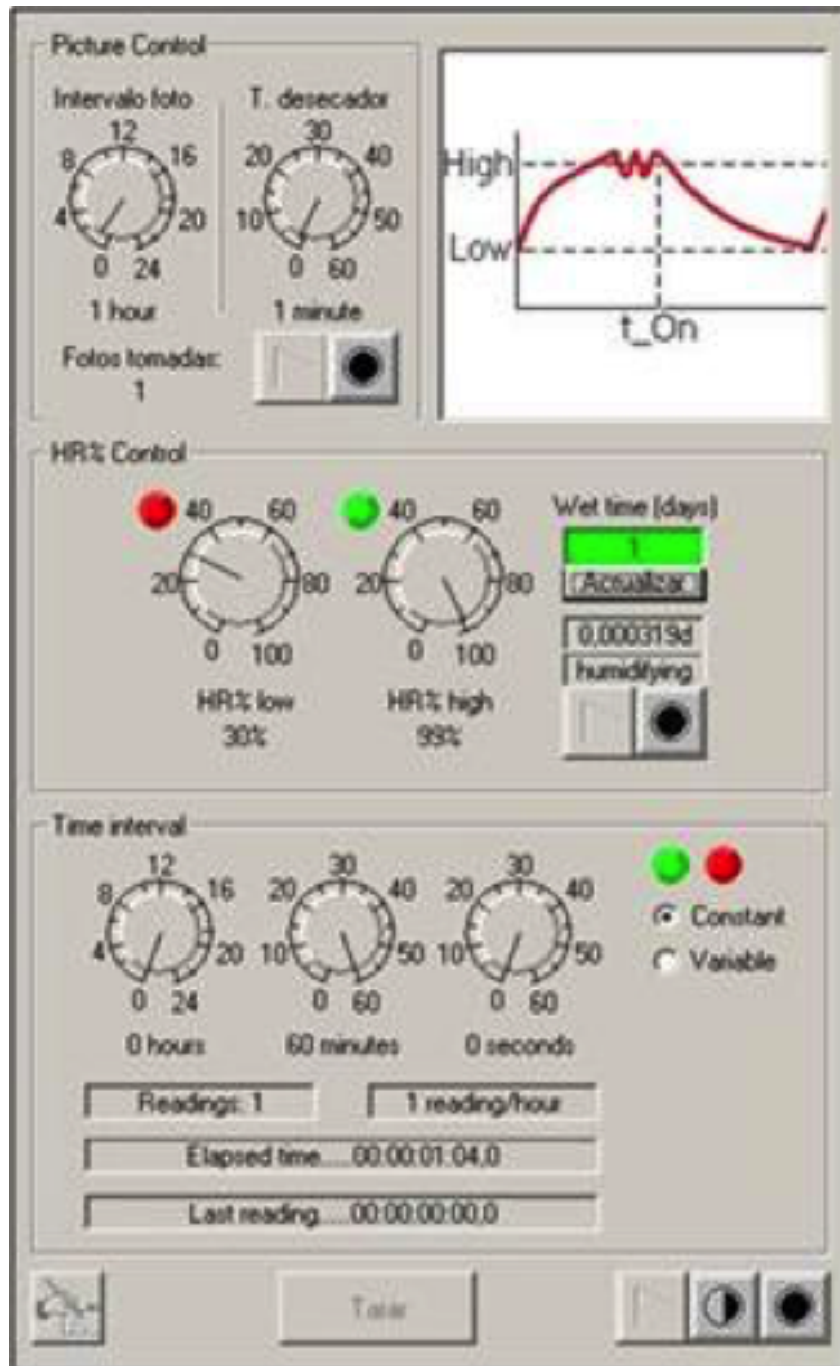 Picture Control
Intervalo foto
T. desecador
0 4 8 12 16 20 24
0 10 20 30 40 50 60
1 hour
1 minute
Fotos tomadas:
1
High
Low
t_On
HR% Control
0 20 40 60 80 100
0 20 40 60 80 100
HR% low
30%
HR% high
99%
Wet time (days)
1
Actualizar
0,000319d
humidifying
Time interval
0 4 8 12 16 20 24
0 10 20 30 40 50 60
0 10 20 30 40 50 60
0 hours
60 minutes
0 seconds
Constant
Variable
Readings: 1
1 reading/hour
Elapsed time.....00:00:01:04,0
Last reading.....00:00:00:00,0